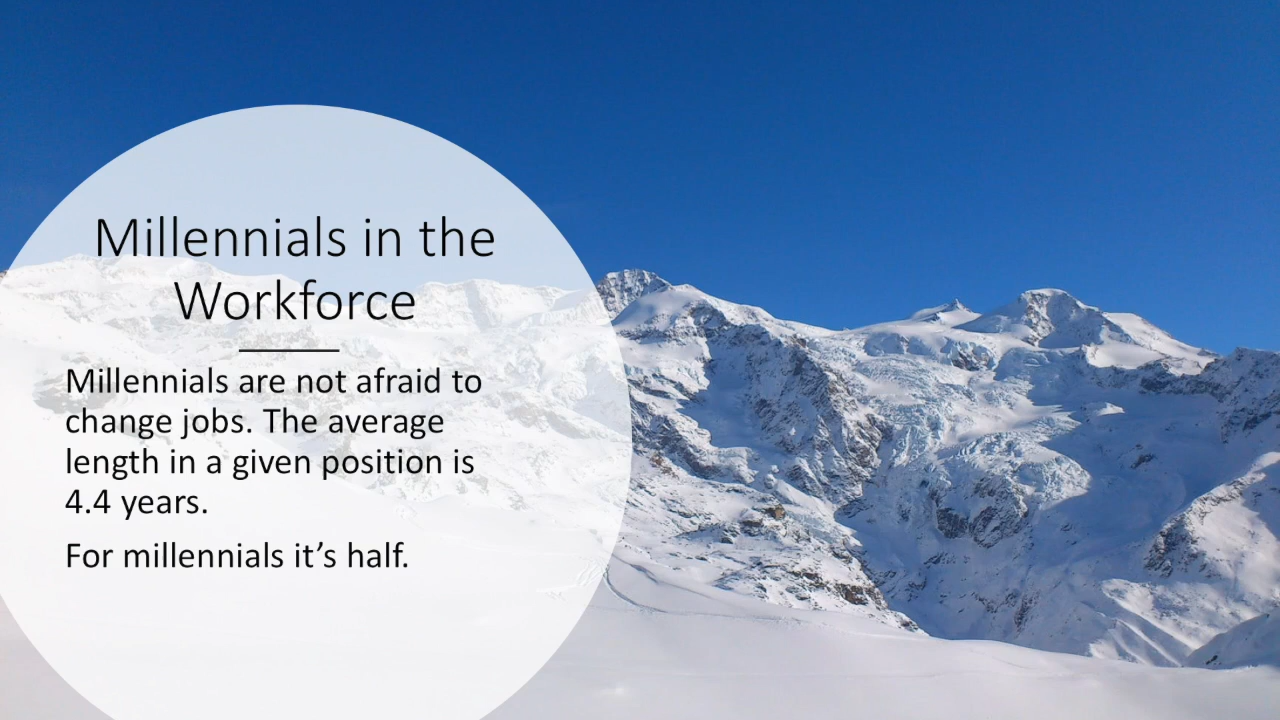 Millennials in the
Workforce
Millennials are not afraid to
change jobs. The average
length in a given position is
4.4 years.
For millennials it’s half.